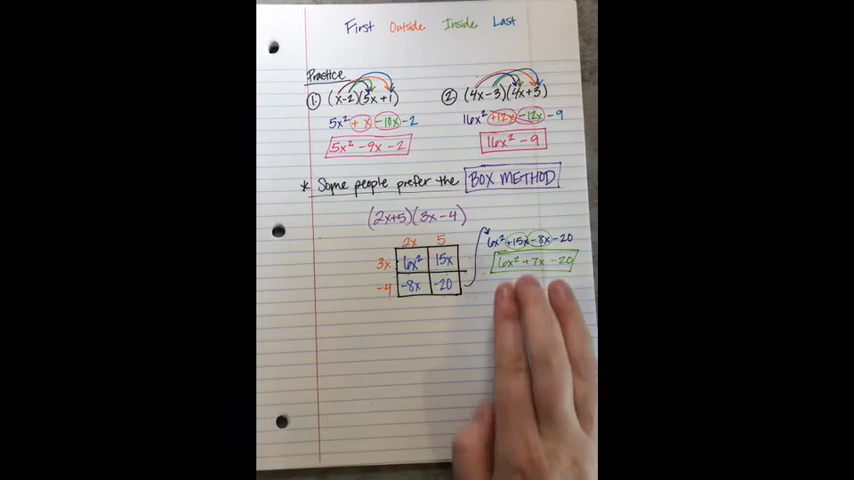 First Outside Inside Last
Practice
1. (x-2)(5x+1)
5x² + x -10x -2
5x² -9x -2
2. (4x-3)(4x+3)
16x² +12x -12x -9
16x² -9
* Some people prefer the BOX METHOD
(2x+5)(3x-4)
2x 5
3x 6x² 15x
-4 -8x -20
6x² +15x -8x -20
6x² +7x -20